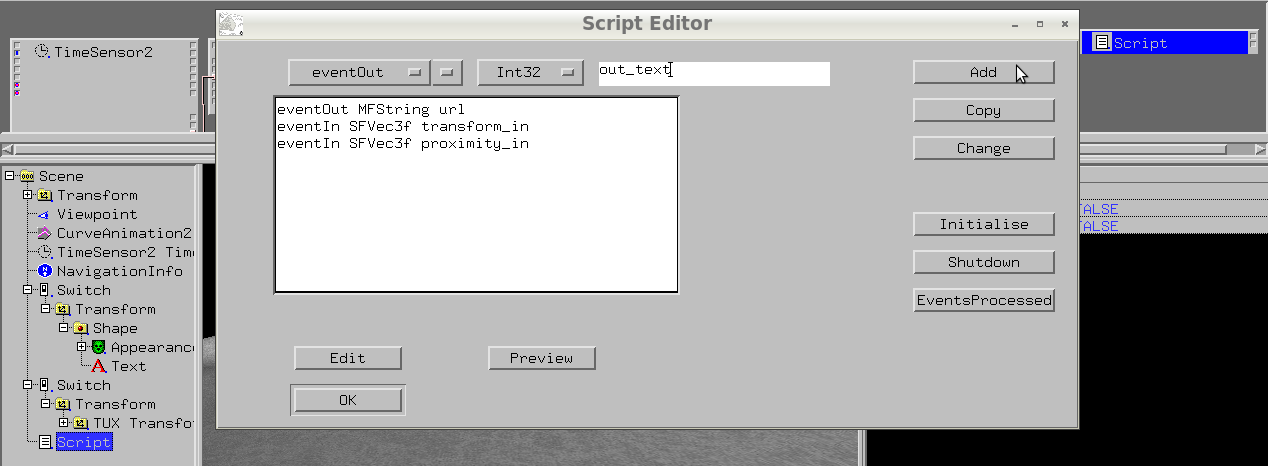 Script Editor
TimeSensor2
Script
eventOut
Int32
out_text
Add
eventOut MFString url
eventIn SFVec3f transform_in
eventIn SFVec3f proximity_in
Copy
Change
Initialise
Shutdown
EventsProcessed
Edit
Preview
OK
Scene
Transform
Viewpoint
CurveAnimation2
TimeSensor2 Tim
NavigationInfo
Switch
Transform
Shape
Appearanc
Text
Switch
Transform
TUX Transfo
Script
ALSE
ALSE